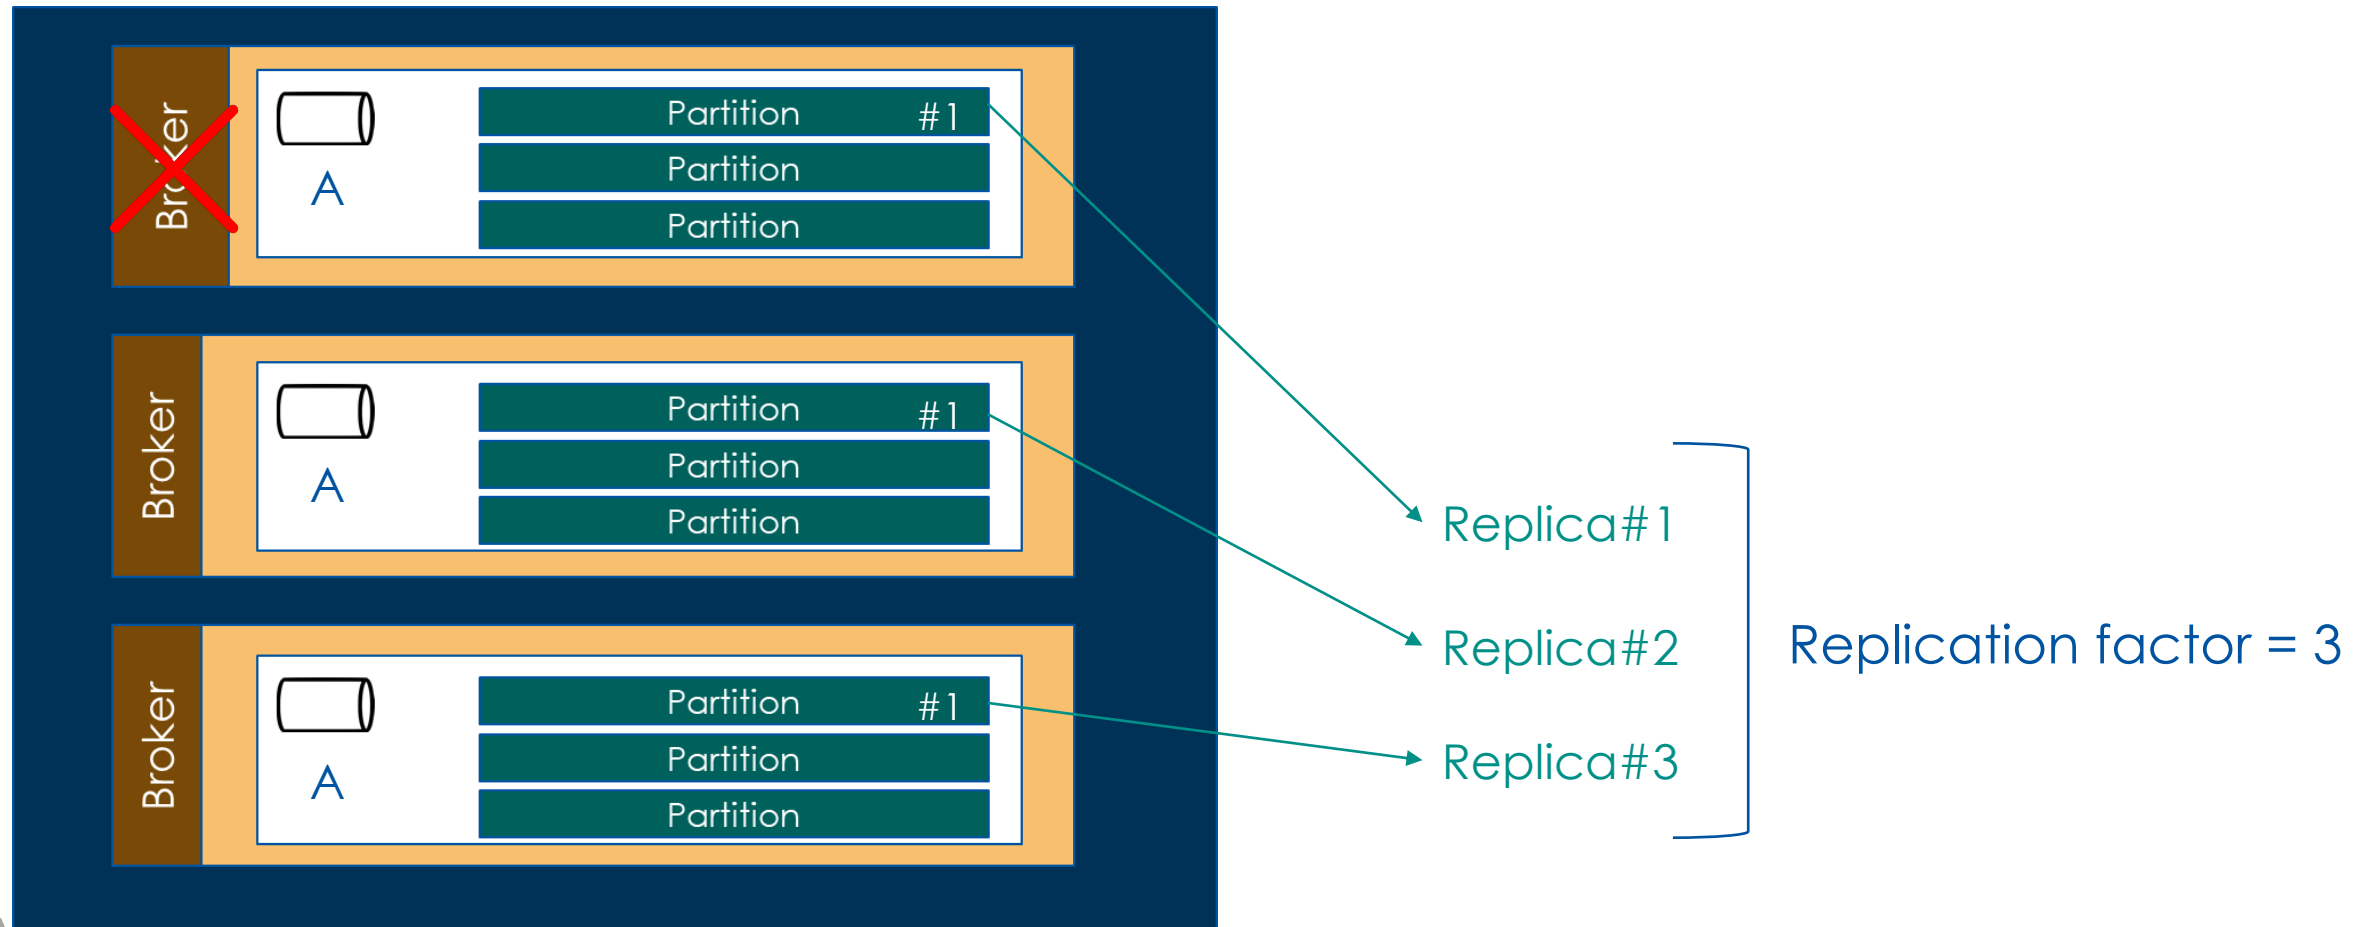 Broker
A
Partition #1
Partition
Partition
Broker
A
Partition #1
Partition
Partition
Broker
A
Partition #1
Partition
Partition
Replica#1
Replica#2
Replica#3
Replication factor = 3